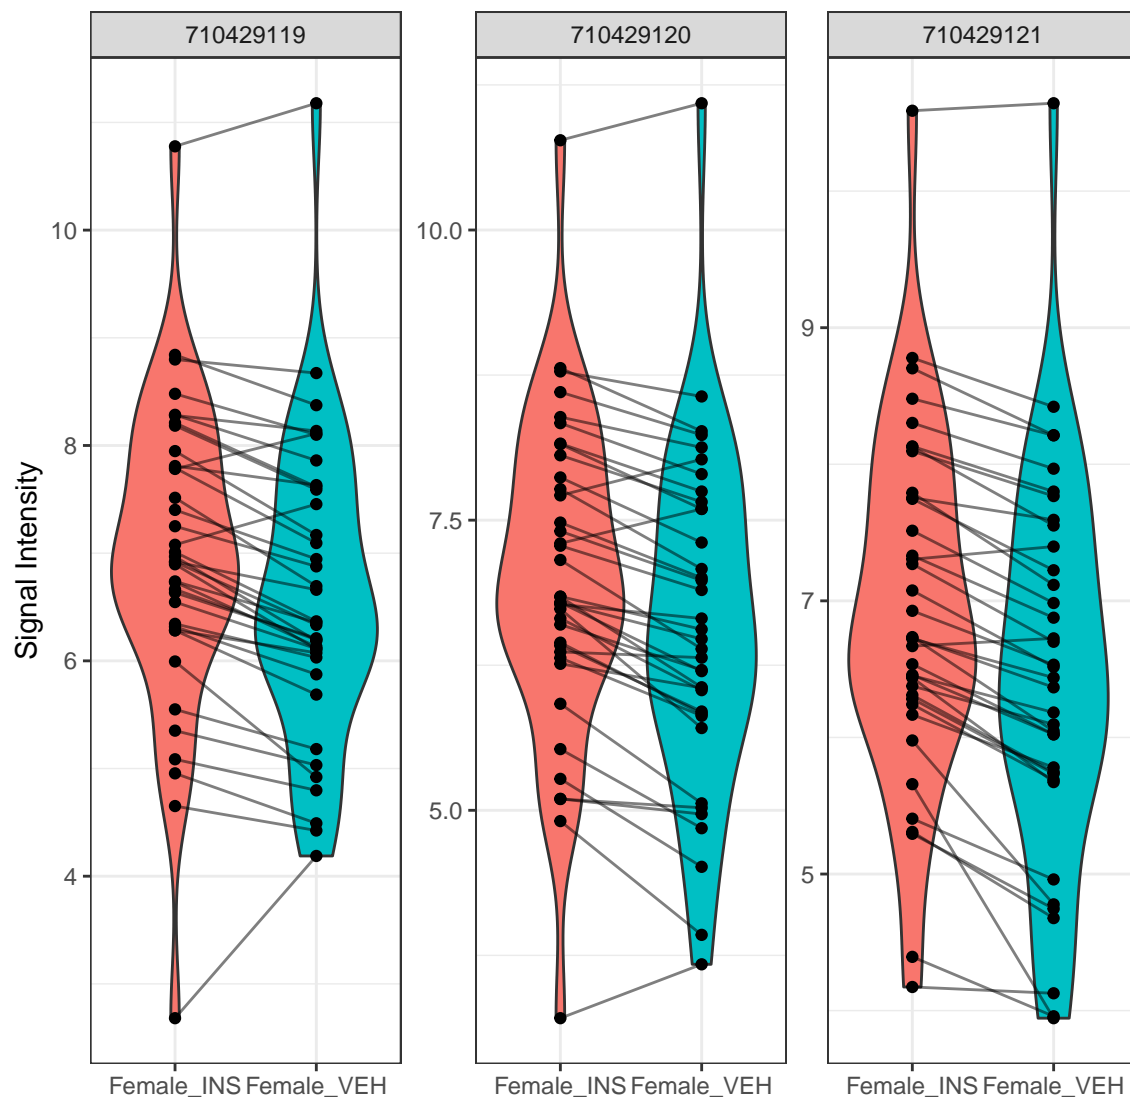 710429119
710429120
710429121
Signal Intensity
10
8
6
4
10.0
7.5
5.0
9
7
5
Female_INS
Female_VEH
Female_INS
Female_VEH
Female_INS
Female_VEH